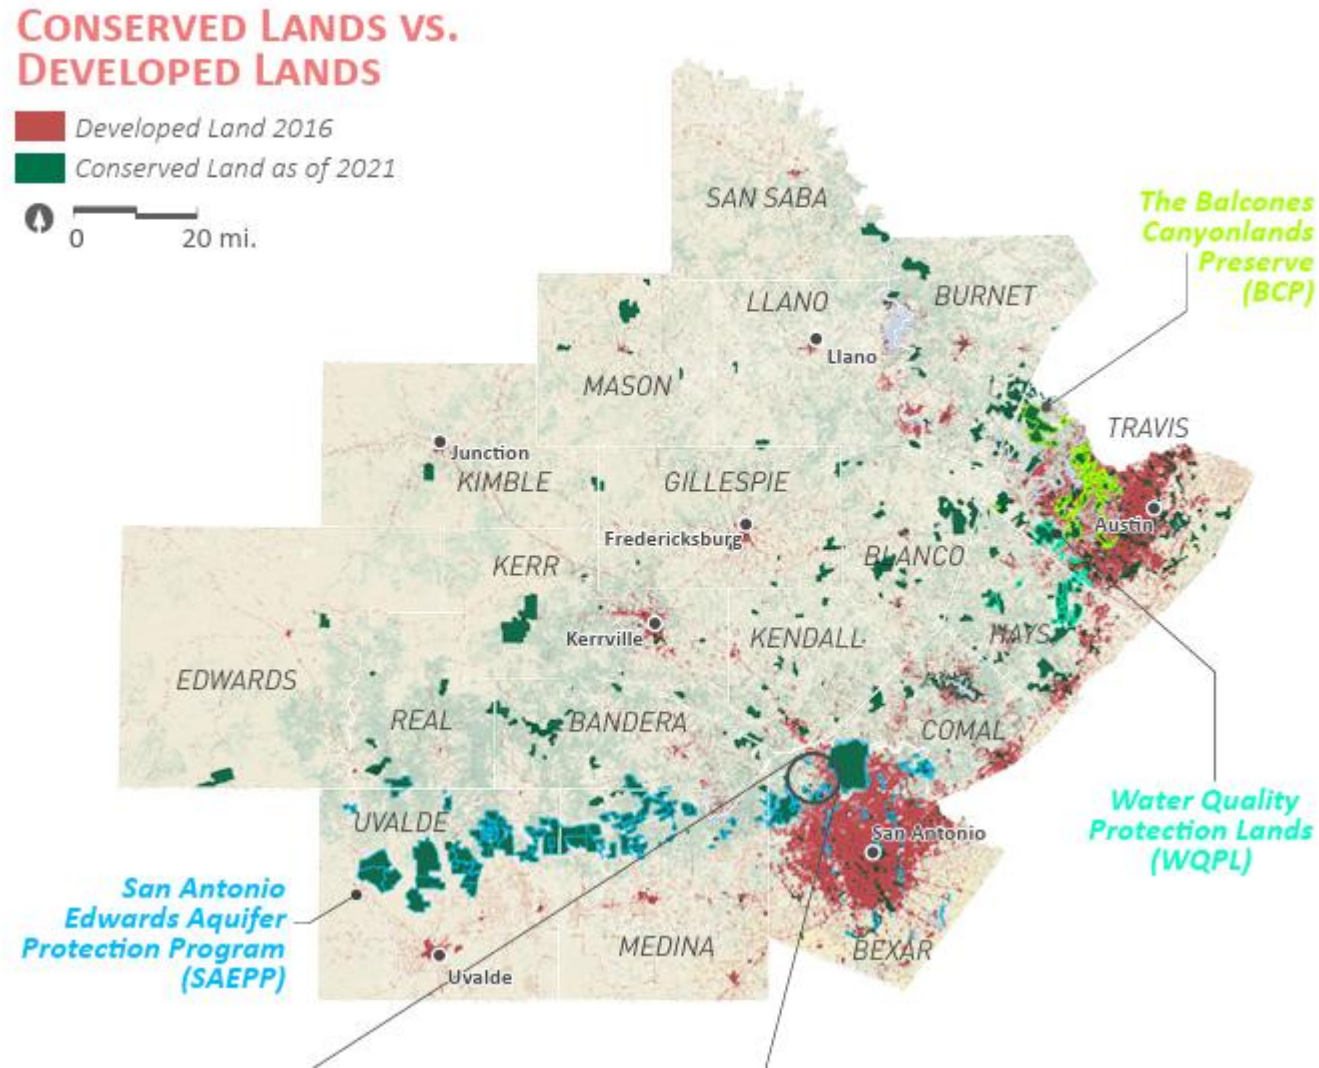 CONSERVED LANDS VS.
DEVELOPED LANDS
Developed Land 2016
Conserved Land as of 2021
0 20 mi.
SAN SABA
The Balcones
Canyonlands
Preserve
(BCP)
LLANO
BURNET
Llano
MASON
TRAVIS
Junction
KIMBLE
GILLESPIE
Austin
Fredericksburg
BLANCO
KERR
Kerrville
KENDALL
HAYS
EDWARDS
REAL
BANDERA
COMAL
UVALDE
Water Quality
Protection Lands
(WQPL)
San Antonio
San Antonio
Edwards Aquifer
Protection Program
(SAEPP)
MEDINA
BEXAR
Uvalde